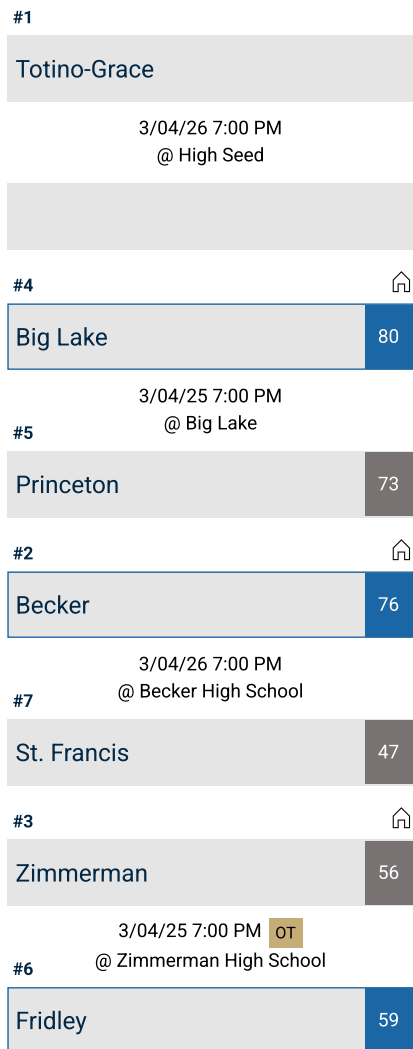 #1
Totino-Grace
3/04/26 7:00 PM
@ High Seed
#4
Big Lake 80
3/04/25 7:00 PM
@ Big Lake
#5
Princeton 73
#2
Becker 76
3/04/26 7:00 PM
@ Becker High School
#7
St. Francis 47
#3
Zimmerman 56
3/04/25 7:00 PM OT
@ Zimmerman High School
#6
Fridley 59